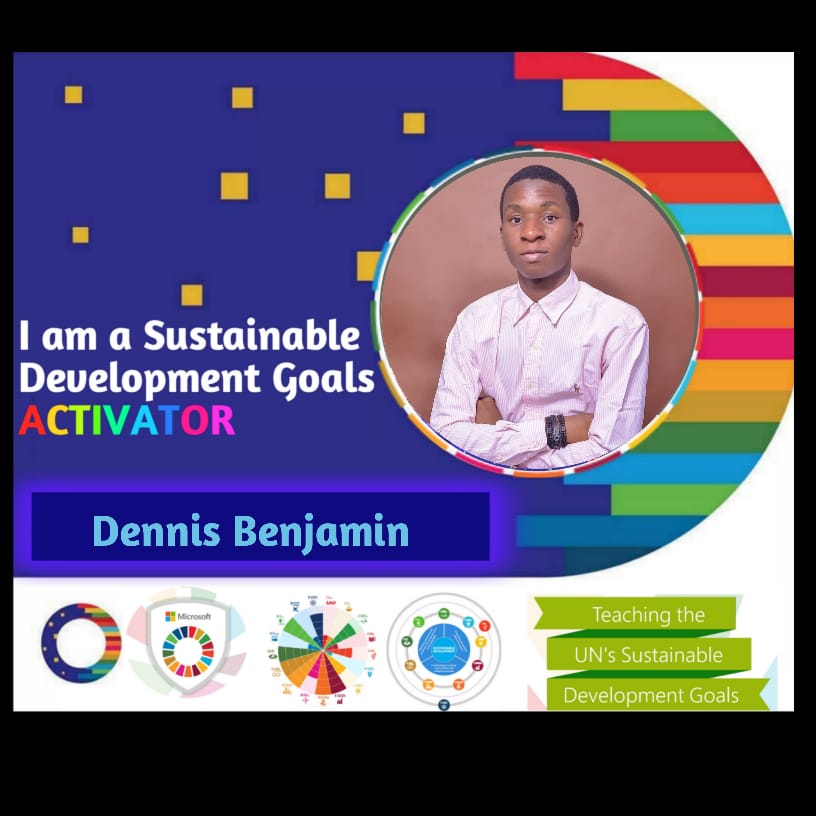 I am a Sustainable
Development Goals
ACTIVATOR
Dennis Benjamin
Microsoft
Teaching the
UN's Sustainable
Development Goals